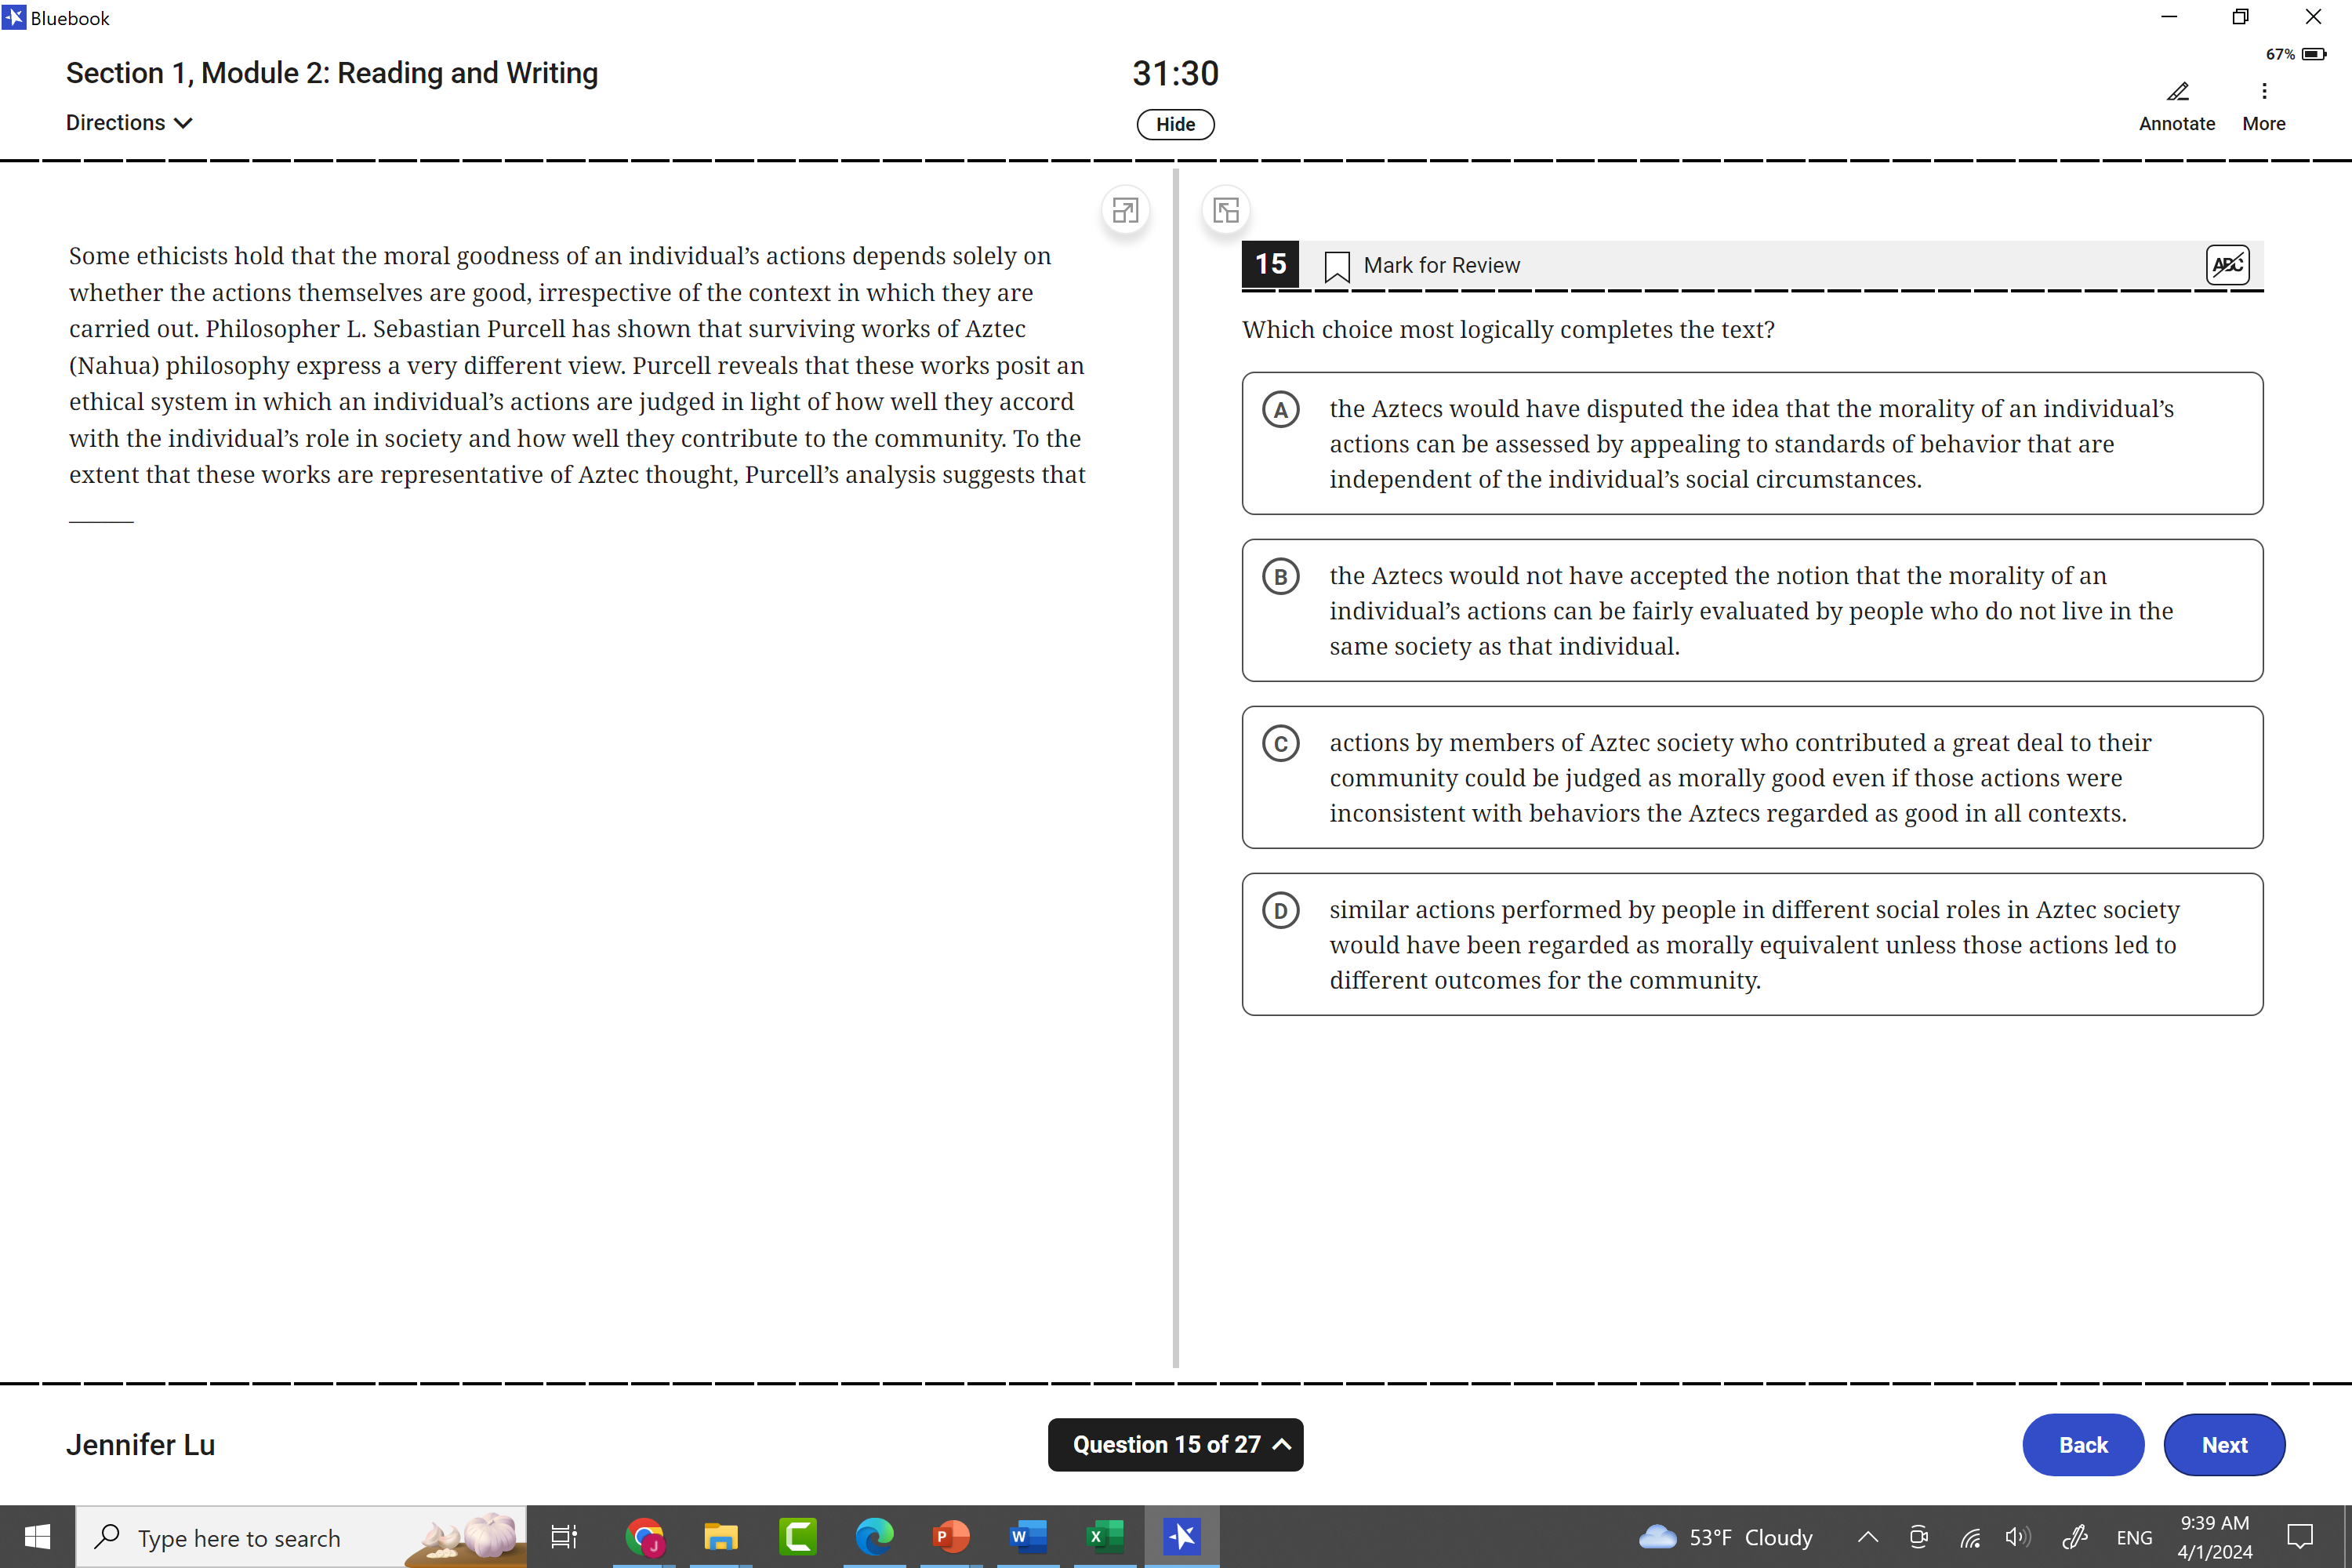 Bluebook
67%
Section 1, Module 2: Reading and Writing
31:30
Directions
Hide
Annotate
More
Some ethicists hold that the moral goodness of an individual’s actions depends solely on
whether the actions themselves are good, irrespective of the context in which they are
carried out. Philosopher L. Sebastian Purcell has shown that surviving works of Aztec
(Nahua) philosophy express a very different view. Purcell reveals that these works posit an
ethical system in which an individual’s actions are judged in light of how well they accord
with the individual’s role in society and how well they contribute to the community. To the
extent that these works are representative of Aztec thought, Purcell’s analysis suggests that
______
15
Mark for Review
ABC
Which choice most logically completes the text?
A
the Aztecs would have disputed the idea that the morality of an individual’s
actions can be assessed by appealing to standards of behavior that are
independent of the individual’s social circumstances.
B
the Aztecs would not have accepted the notion that the morality of an
individual’s actions can be fairly evaluated by people who do not live in the
same society as that individual.
C
actions by members of Aztec society who contributed a great deal to their
community could be judged as morally good even if those actions were
inconsistent with behaviors the Aztecs regarded as good in all contexts.
D
similar actions performed by people in different social roles in Aztec society
would have been regarded as morally equivalent unless those actions led to
different outcomes for the community.
Jennifer Lu
Question 15 of 27
Back
Next
Type here to search
J
P
W
X
53°F Cloudy
ENG
9:39 AM
4/1/2024